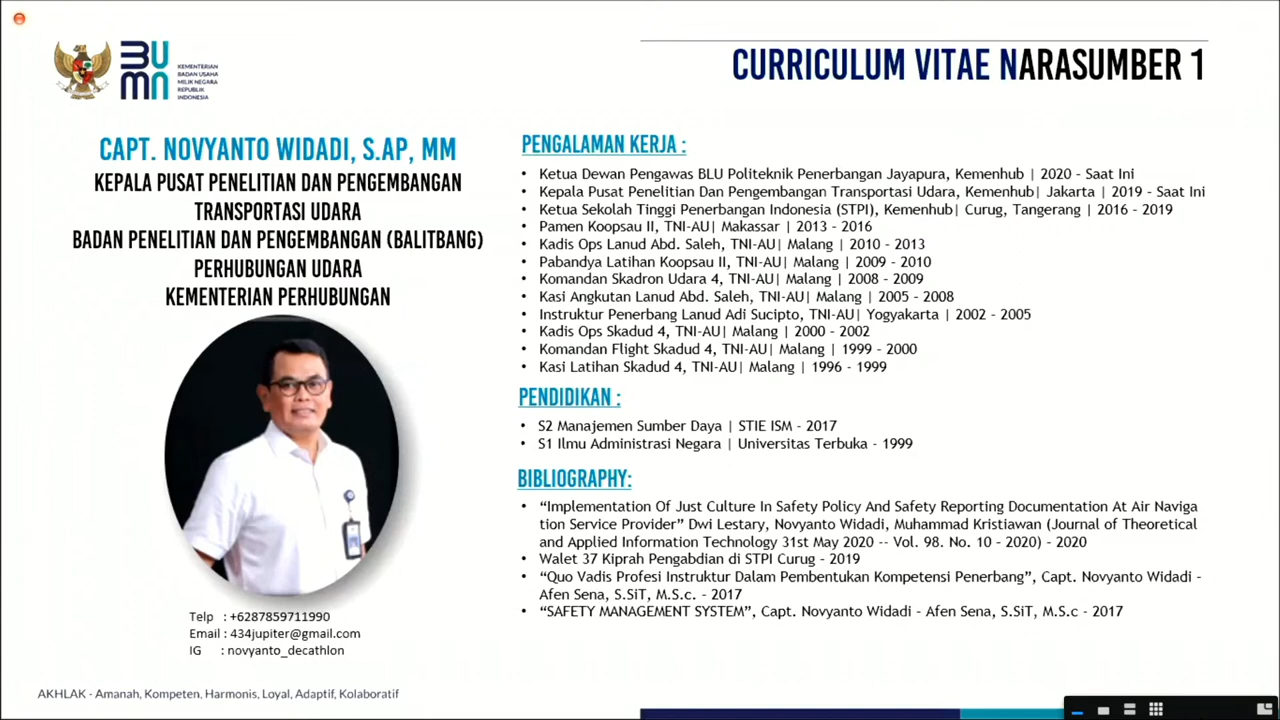 BUMN
KEMENTERIAN
BADAN USAHA
MILIK NEGARA
REPUBLIK
INDONESIA
CURRICULUM VITAE NARASUMBER 1
CAPT. NOVYANTO WIDADI, S.AP, MM
KEPALA PUSAT PENELITIAN DAN PENGEMBANGAN
TRANSPORTASI UDARA
BADAN PENELITIAN DAN PENGEMBANGAN (BALITBANG)
PERHUBUNGAN UDARA
KEMENTERIAN PERHUBUNGAN
Telp : +6287859711990
Email : 434jupiter@gmail.com
IG : novyanto_decathlon
PENGALAMAN KERJA :
• Ketua Dewan Pengawas BLU Politeknik Penerbangan Jayapura, Kemenhub | 2020 - Saat Ini
• Kepala Pusat Penelitian Dan Pengembangan Transportasi Udara, Kemenhub| Jakarta | 2019 - Saat Ini
• Ketua Sekolah Tinggi Penerbangan Indonesia (STPI), Kemenhub| Curug, Tangerang | 2016 - 2019
• Pamen Koopsau II, TNI-AU| Makassar | 2013 - 2016
• Kadis Ops Lanud Abd. Saleh, TNI-AU| Malang | 2010 - 2013
• Pabandya Latihan Koopsau II, TNI-AU| Malang | 2009 - 2010
• Komandan Skadron Udara 4, TNI-AU| Malang | 2008 - 2009
• Kasi Angkutan Lanud Abd. Saleh, TNI-AU| Malang | 2005 - 2008
• Instruktur Penerbang Lanud Adi Sucipto, TNI-AU| Yogyakarta | 2002 - 2005
• Kadis Ops Skadud 4, TNI-AU| Malang | 2000 - 2002
• Komandan Flight Skadud 4, TNI-AU| Malang | 1999 - 2000
• Kasi Latihan Skadud 4, TNI-AU| Malang | 1996 - 1999
PENDIDIKAN :
• S2 Manajemen Sumber Daya | STIE ISM - 2017
• S1 Ilmu Administrasi Negara | Universitas Terbuka - 1999
BIBLIOGRAPHY:
• “Implementation Of Just Culture In Safety Policy And Safety Reporting Documentation At Air Naviga
tion Service Provider” Dwi Lestary, Novyanto Widadi, Muhammad Kristiawan (Journal of Theoretical
and Applied Information Technology 31st May 2020 -- Vol. 98. No. 10 - 2020) - 2020
• Walet 37 Kiprah Pengabdian di STPI Curug - 2019
• “Quo Vadis Profesi Instruktur Dalam Pembentukan Kompetensi Penerbang”, Capt. Novyanto Widadi -
Afen Sena, S.SiT, M.S.c. - 2017
• “SAFETY MANAGEMENT SYSTEM”, Capt. Novyanto Widadi - Afen Sena, S.SiT, M.S.c - 2017
AKHLAK - Amanah, Kompeten, Harmonis, Loyal, Adaptif, Kolaboratif